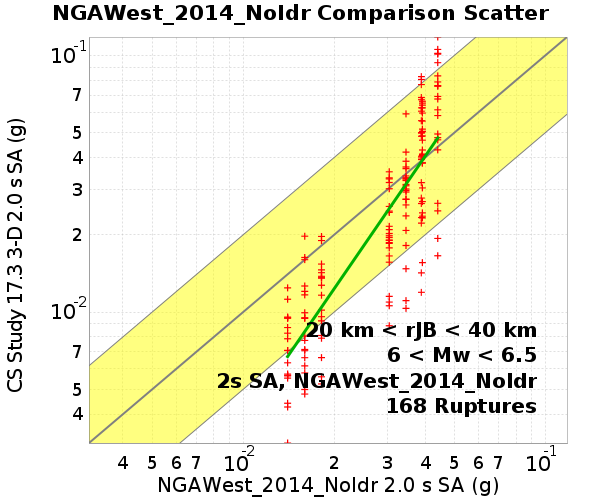 NGAWest_2014_NoIdr Comparison Scatter
CS Study 17.3 3-D 2.0 s SA (g)
10-1
7
5
4
3
2
10-2
7
5
4
20 km < rJB < 40 km
6 < Mw < 6.5
2s SA, NGAWest_2014_NoIdr
168 Ruptures
4 5 6 7 10-2 2 3 4 5 6 7 10-1
NGAWest_2014_NoIdr 2.0 s SA (g)